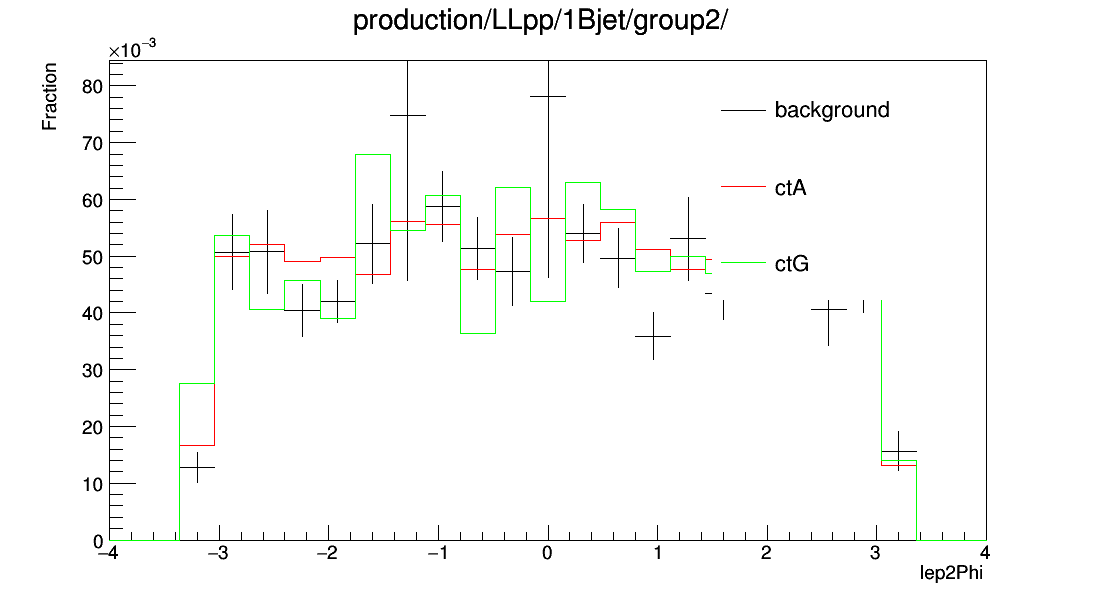 production/LLpp/1Bjet/group2/
×10⁻³
Fraction
80
70
60
50
40
30
20
10
0
background
ctA
ctG
−4 −3 −2 −1 0 1 2 3 4
lep2Phi